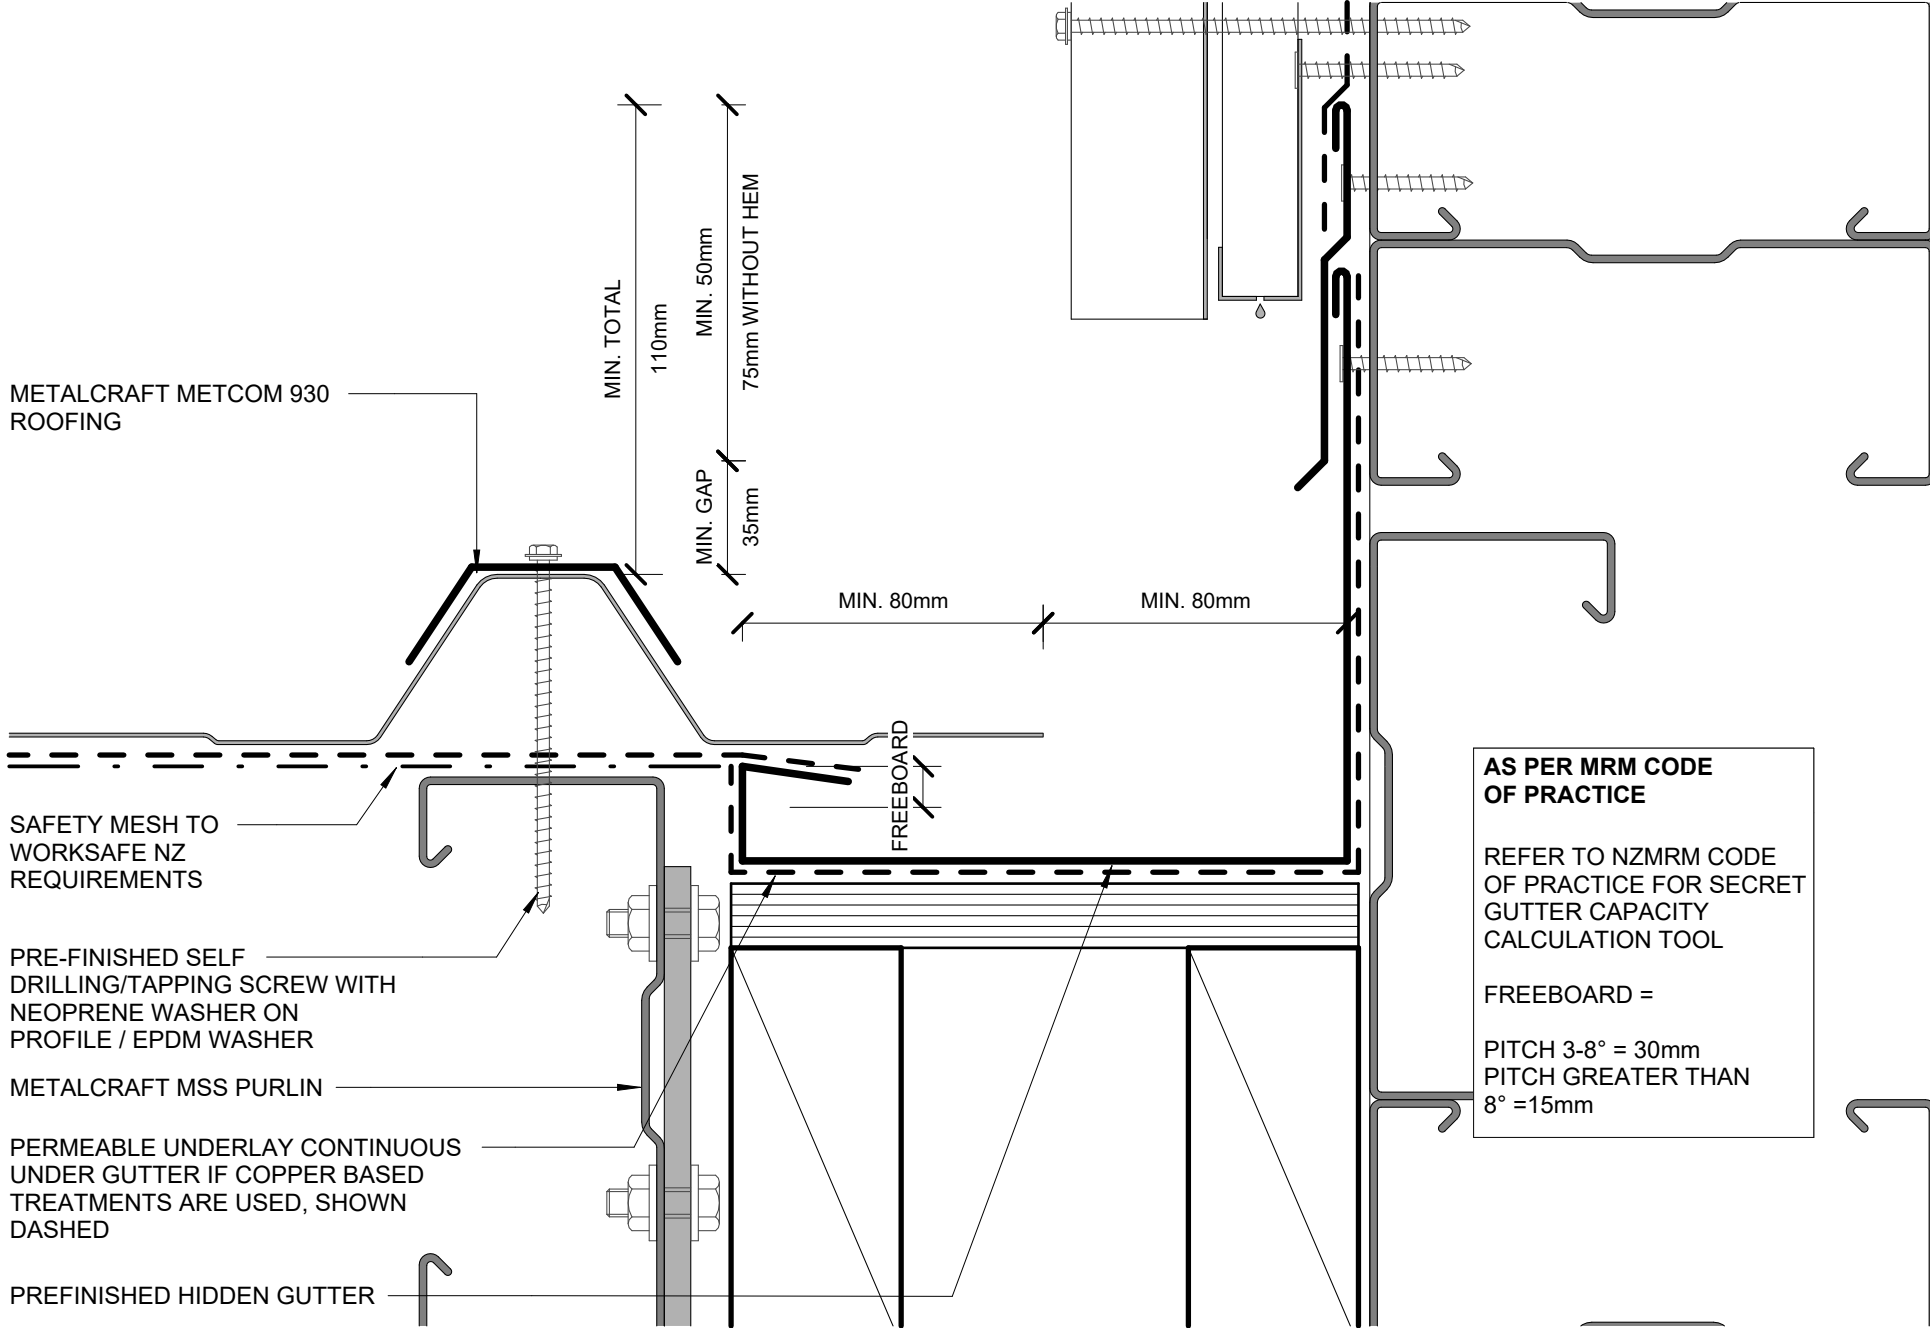 MIN. TOTAL
110mm
MIN. 50mm
75mm WITHOUT HEM
MIN. GAP
35mm
METALCRAFT METCOM 930
ROOFING
MIN. 80mm
MIN. 80mm
FREEBOARD
SAFETY MESH TO
WORKSAFE NZ
REQUIREMENTS
PRE-FINISHED SELF
DRILLING/TAPPING SCREW WITH
NEOPRENE WASHER ON
PROFILE / EPDM WASHER
METALCRAFT MSS PURLIN
PERMEABLE UNDERLAY CONTINUOUS
UNDER GUTTER IF COPPER BASED
TREATMENTS ARE USED, SHOWN
DASHED
PREFINISHED HIDDEN GUTTER
AS PER MRM CODE
OF PRACTICE
REFER TO NZMRM CODE
OF PRACTICE FOR SECRET
GUTTER CAPACITY
CALCULATION TOOL
FREEBOARD =
PITCH 3-8° = 30mm
PITCH GREATER THAN
8° =15mm